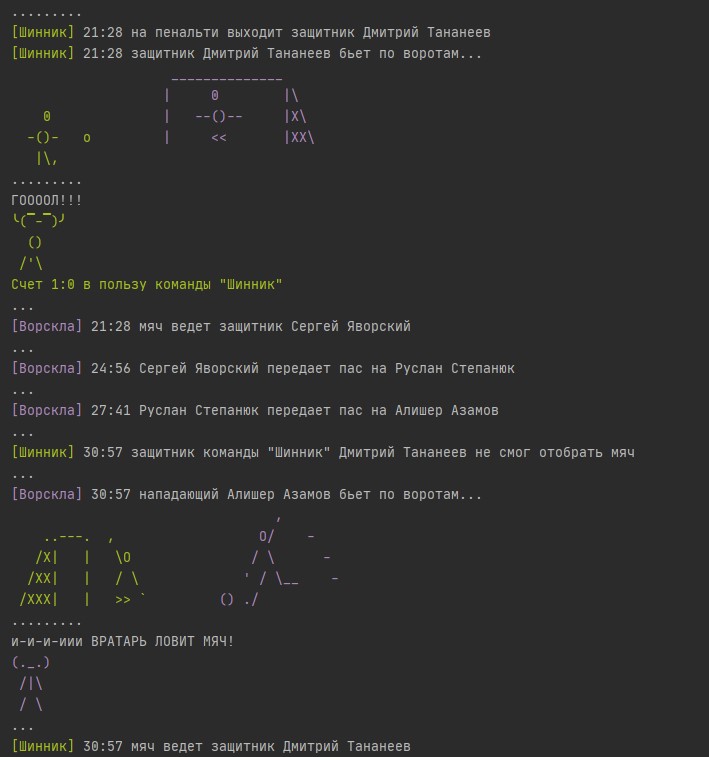 .........
[Шинник] 21:28 на пенальти выходит защитник Дмитрий Тананеев
[Шинник] 21:28 защитник Дмитрий Тананеев бьет по воротам...
                    ______________
                   |     0        |\
    0              |   --()--     |X\
  -()-   o         |     <<       |XX\
   |\,
.........
ГОООOЛ!!!
╰(▔-▔)╯
  ()
 /'\
Счет 1:0 в пользу команды "Шинник"
...
[Ворскла] 21:28 мяч ведет защитник Сергей Яворский
...
[Ворскла] 24:56 Сергей Яворский передает пас на Руслан Степанюк
...
[Ворскла] 27:41 Руслан Степанюк передает пас на Алишер Азамов
...
[Шинник] 30:57 защитник команды "Шинник" Дмитрий Тананеев не смог отобрать мяч
...
[Ворскла] 30:57 нападающий Алишер Азамов бьет по воротам...
                                 ,
    ..---.  ,                  O/    -
   /X|   |   \O               / \      -
  /XX|   |   / \             ' / \__    -
 /XXX|   |   >> `         () ./
.........
и-и-и-иии ВРАТАРЬ ЛОВИТ МЯЧ!
(._.)
 /|\
 / \
...
[Шинник] 30:57 мяч ведет защитник Дмитрий Тананеев